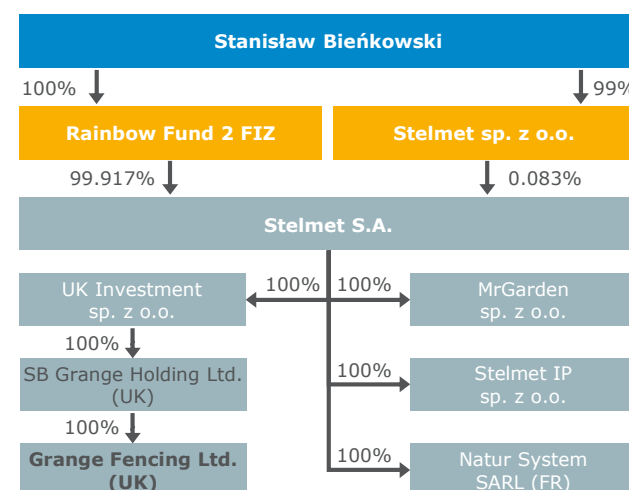 Stanisław Bieńkowski
100%
99%
Rainbow Fund 2 FIZ
Stelmet sp. z o.o.
99.917%
0.083%
Stelmet S.A.
UK Investment
sp. z o.o.
100%
100%
MrGarden
sp. z o.o.
100%
SB Grange Holding Ltd.
(UK)
100%
Stelmet IP
sp. z o.o.
100%
Grange Fencing Ltd.
(UK)
100%
Natur System
SARL (FR)